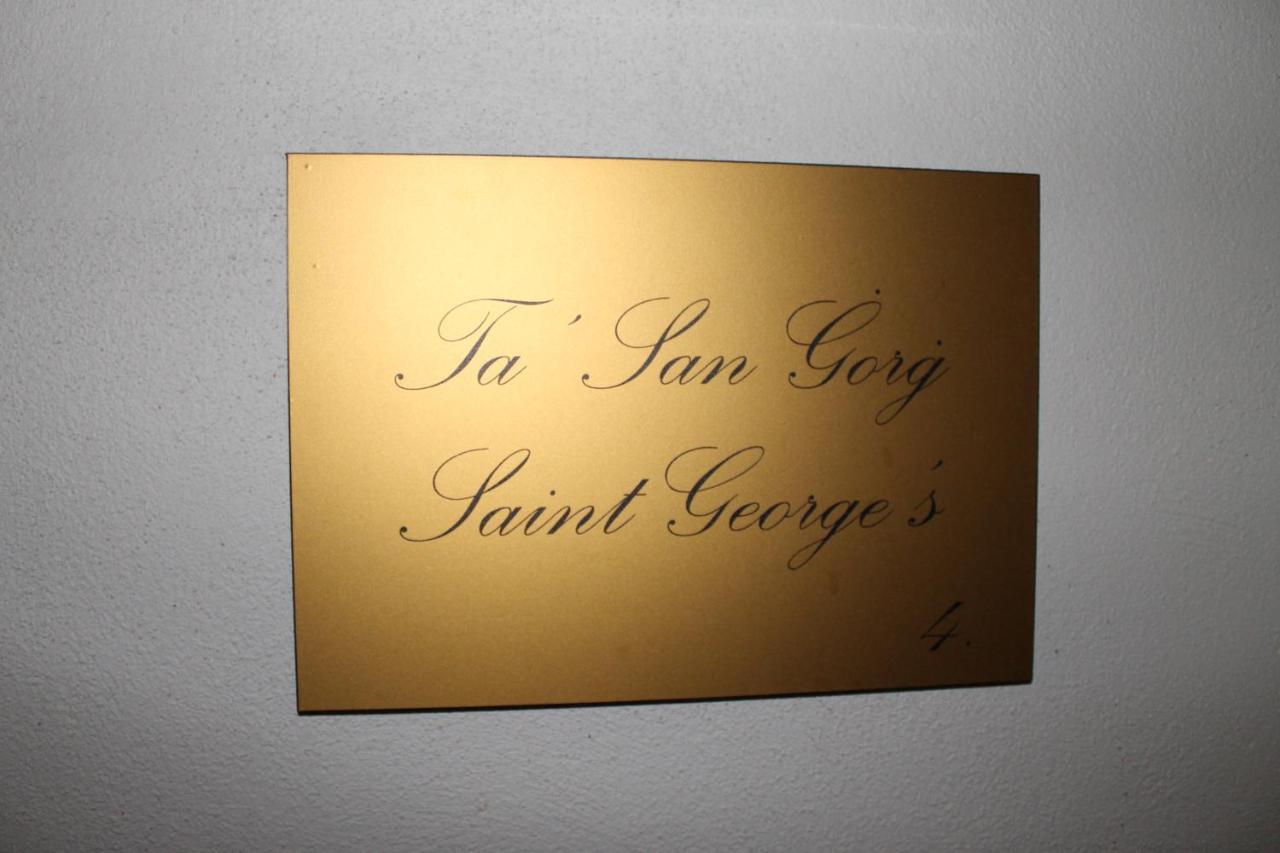 Ta' San Ġorġ
Saint George's
4.